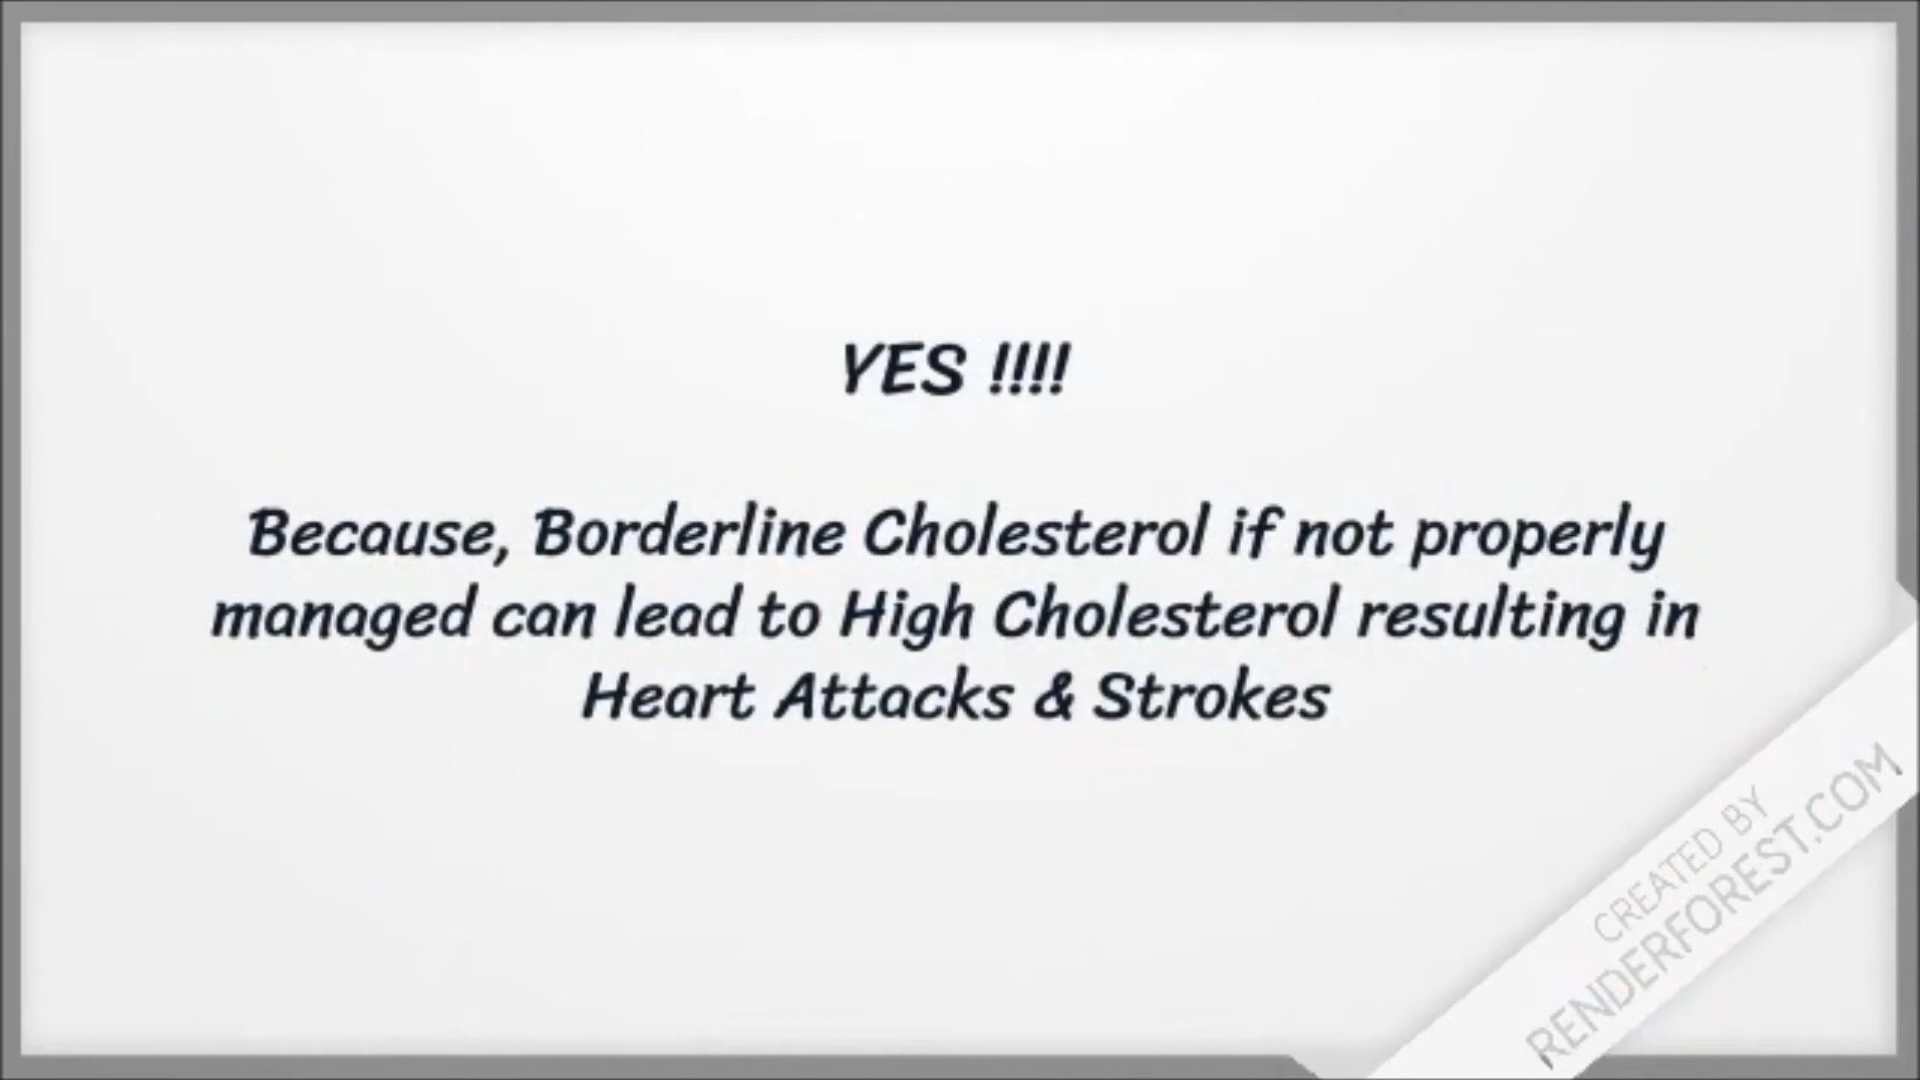 YES !!!!
Because, Borderline Cholesterol if not properly
managed can lead to High Cholesterol resulting in
Heart Attacks & Strokes
CREATED BY
RENDERFOREST.COM